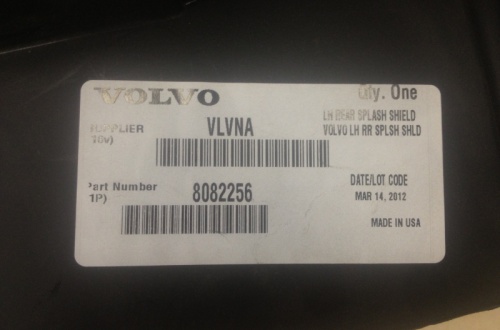 VOLVO
Qty. One
SUPPLIER
VLVNA
LH REAR SPLASH SHIELD
10v)
VOLVO LH RR SPLSH SHLD
Part Number
8082256
1P)
DATE/LOT CODE
MAR 14, 2012
MADE IN USA